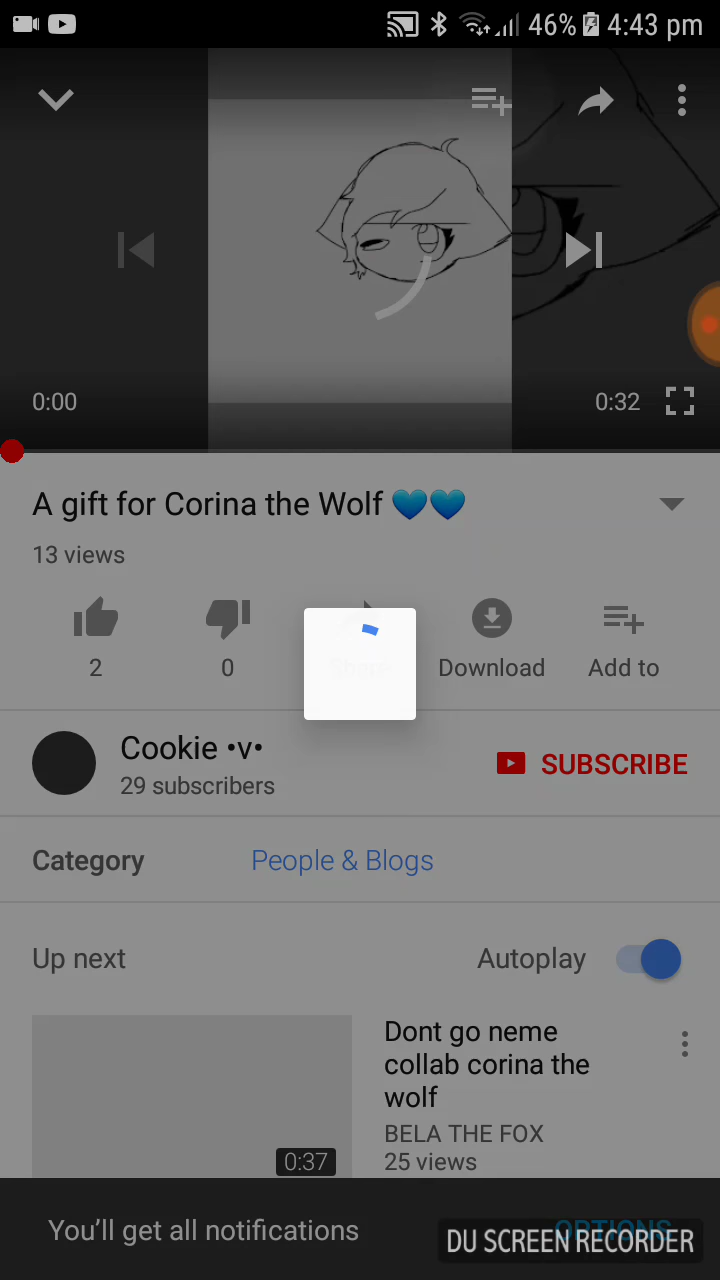 46% 4:43 pm
0:00
0:32
A gift for Corina the Wolf 💙💙
13 views
2
0
Share
Download
Add to
Cookie •v•
29 subscribers
SUBSCRIBE
Category
People & Blogs
Up next
Autoplay
Dont go neme
collab corina the
wolf
BELA THE FOX
25 views
0:37
You’ll get all notifications
OPTIONS
DU SCREEN RECORDER